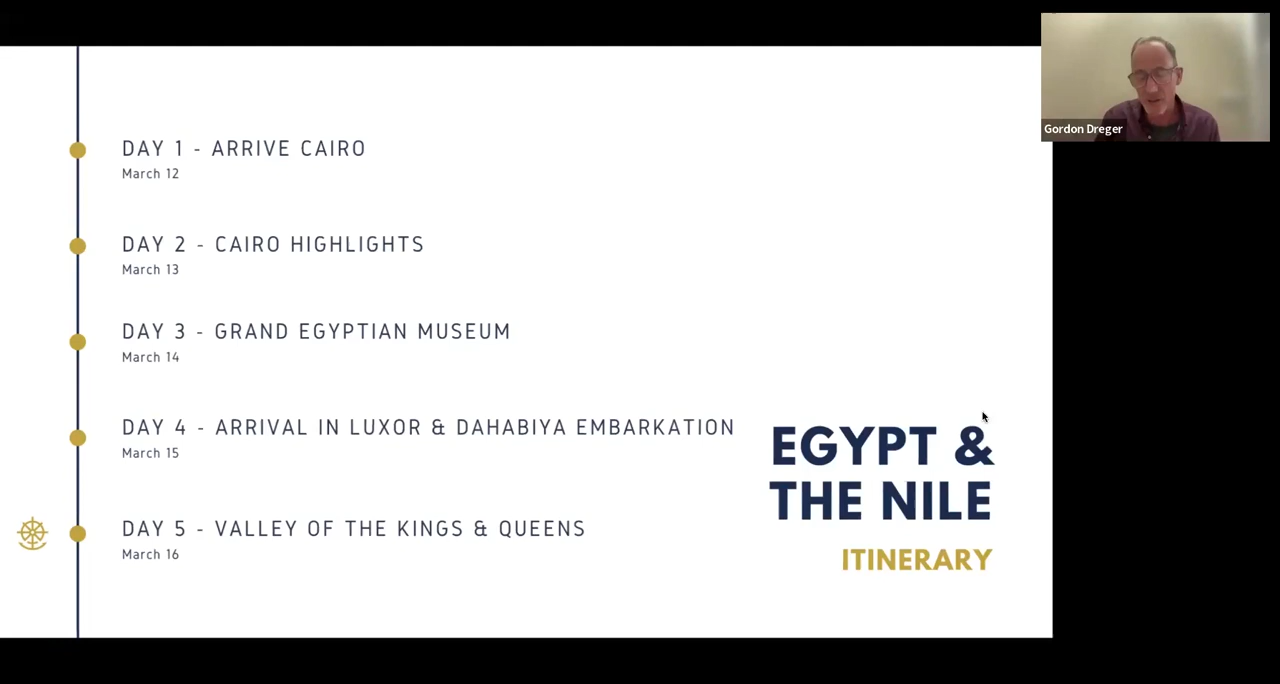 Gordon Dreger
DAY 1 - ARRIVE CAIRO
March 12
DAY 2 - CAIRO HIGHLIGHTS
March 13
DAY 3 - GRAND EGYPTIAN MUSEUM
March 14
DAY 4 - ARRIVAL IN LUXOR & DAHABIYA EMBARKATION
March 15
DAY 5 - VALLEY OF THE KINGS & QUEENS
March 16
EGYPT &
THE NILE
ITINERARY